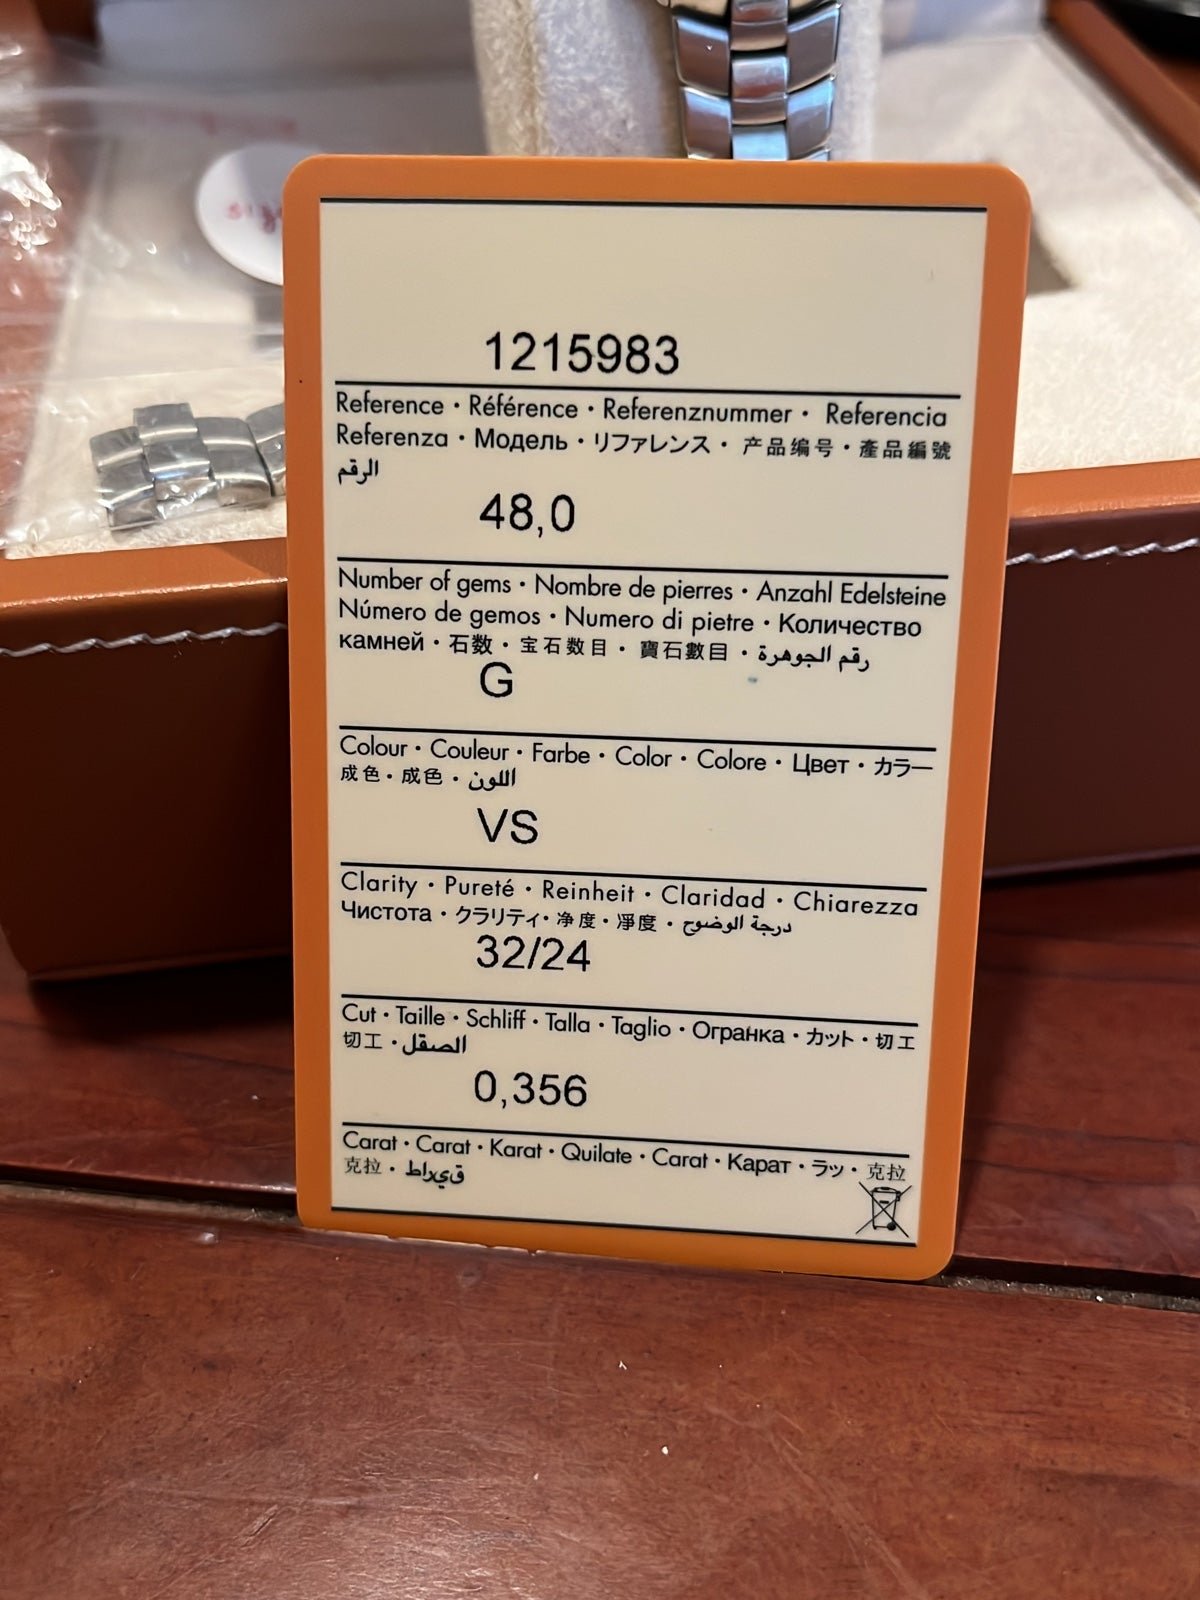 1215983
Reference · Référence · Referenznummer · Referencia
Referenza · Модель · リファレンス · 产品编号 · 產品編號
الرقم
48,0
Number of gems · Nombre de pierres · Anzahl Edelsteine
Número de gemos · Numero di pietre · Количество
камней · 石数 · 宝石数目 · 寶石數目 · رقم الجوهرة
G
Colour · Couleur · Farbe · Color · Colore · Цвет · カラー
成色 · 成色 · اللون
VS
Clarity · Pureté · Reinheit · Claridad · Chiarezza
Чистота · クラリティ · 净度 · 淨度 · درجة الوضوح
32/24
Cut · Taille · Schliff · Talla · Taglio · Огранка · カット · 切工
切工 · الصقل
0,356
Carat · Carat · Karat · Quilate · Carat · Карат · ラッ · 克拉
克拉 · قيراط